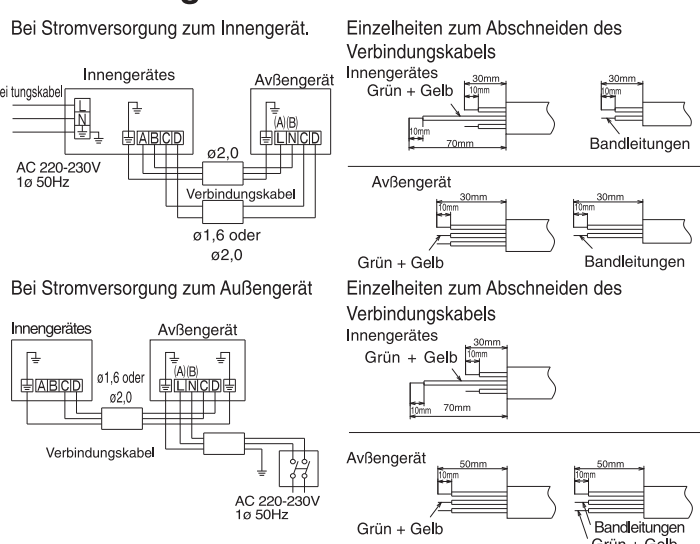 Bei Stromversorgung zum Innengerät.
Innengerätes
Avßengerät
tungskabel
L
N
A B C D
(A) (B)
L N C D
ø2,0
AC 220-230V
1ø 50Hz
Verbindungskabel
ø1,6 oder
ø2,0
Einzelheiten zum Abschneiden des
Verbindungskabels
Innengerätes
Grün + Gelb
30mm
10mm
10mm
70mm
30mm
10mm
Bandleitungen
Avßengerät
30mm
10mm
Grün + Gelb
30mm
10mm
Bandleitungen
Bei Stromversorgung zum Außengerät
Innengerätes
Avßengerät
A B C D
(A) (B)
L N C D
ø1,6 oder
ø2,0
Verbindungskabel
AC 220-230V
1ø 50Hz
Einzelheiten zum Abschneiden des
Verbindungskabels
Innengerätes
Grün + Gelb
30mm
10mm
10mm
70mm
Avßengerät
50mm
10mm
Grün + Gelb
50mm
10mm
Bandleitungen
Grün + Gelb